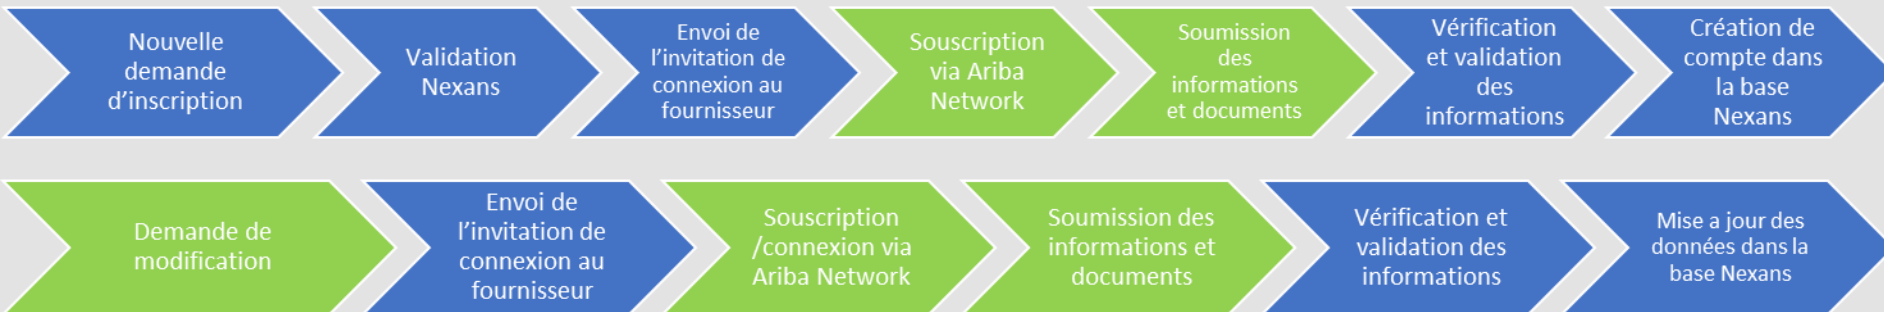 Nouvelle
demande
d'inscription
Validation
Nexans
Envoi de
l'invitation de
connexion au
fournisseur
Souscription
via Ariba
Network
Soumission
des
informations
et documents
Vérification
et validation
des
informations
Création de
compte dans
la base
Nexans
Demande de
modification
Envoi de
l'invitation de
connexion au
fournisseur
Souscription
/connexion via
Ariba Network
Soumission des
informations et
documents
Vérification et
validation des
informations
Mise a jour des
données dans la
base Nexans